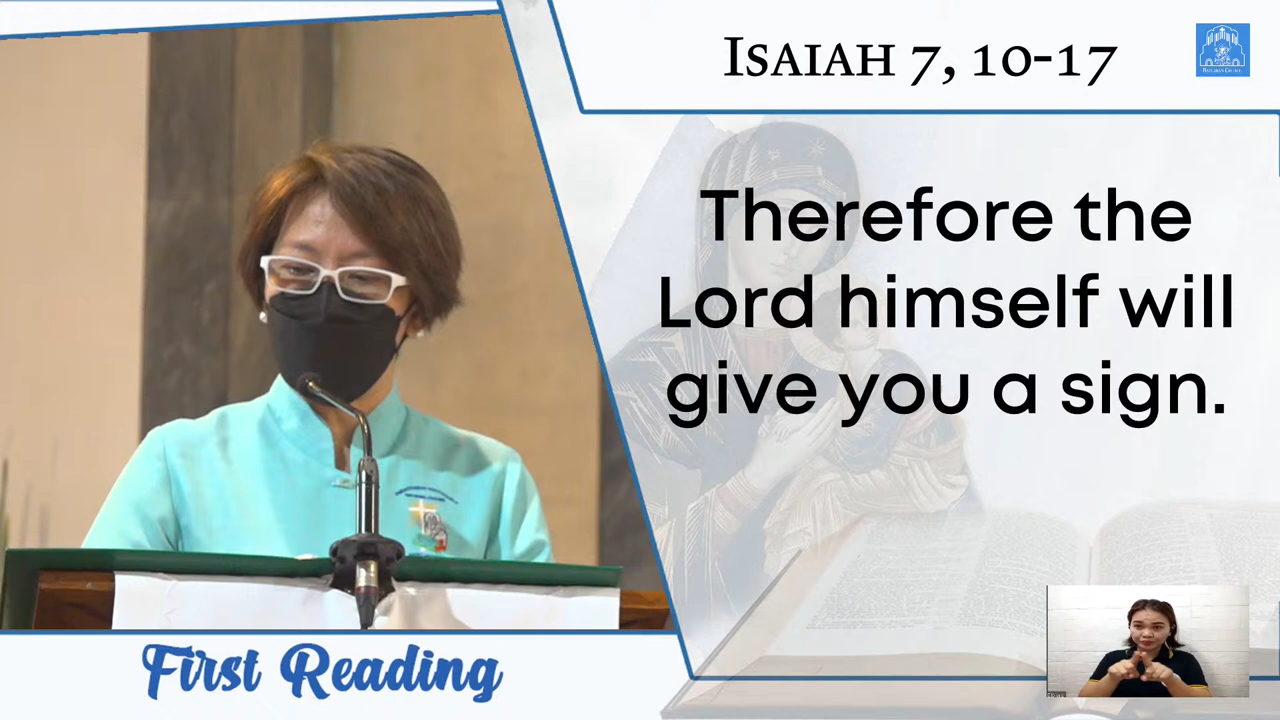 Isaiah 7, 10-17
Therefore the
Lord himself will
give you a sign.
First Reading